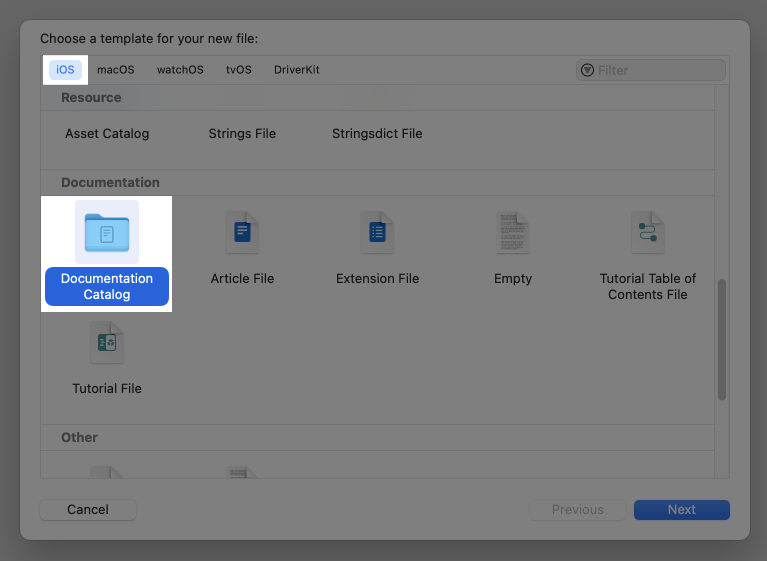 Choose a template for your new file:
iOS macOS watchOS tvOS DriverKit Filter
Resource
Asset Catalog Strings File Stringsdict File
Documentation
Documentation Catalog
Article File
Extension File
Empty
Tutorial Table of
Contents File
Tutorial File
Other
Cancel Previous Next